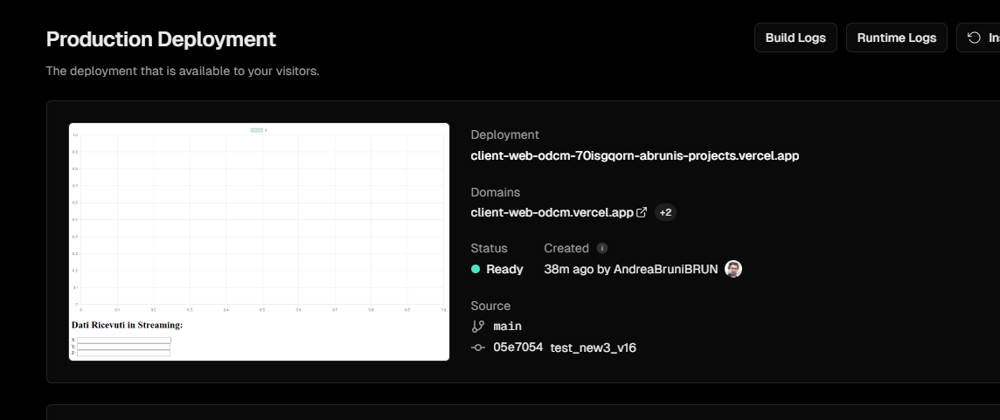 Production Deployment
Build Logs
Runtime Logs
The deployment that is available to your visitors.
Deployment
client-web-odcm-70isgqorn-abrunis-projects.vercel.app
Domains
client-web-odcm.vercel.app +2
Status Created
Ready 38m ago by AndreaBruniBRUN
Source
main
05e7054 test_new3_v16
1.0
0.9
0.8
0.7
0.6
0.5
0.4
0.3
0.2
0.1
0
0 0.1 0.2 0.3 0.4 0.5 0.6 0.7 0.8 0.9 1.0
Dati Ricevuti in Streaming:
X:
Y:
Z: